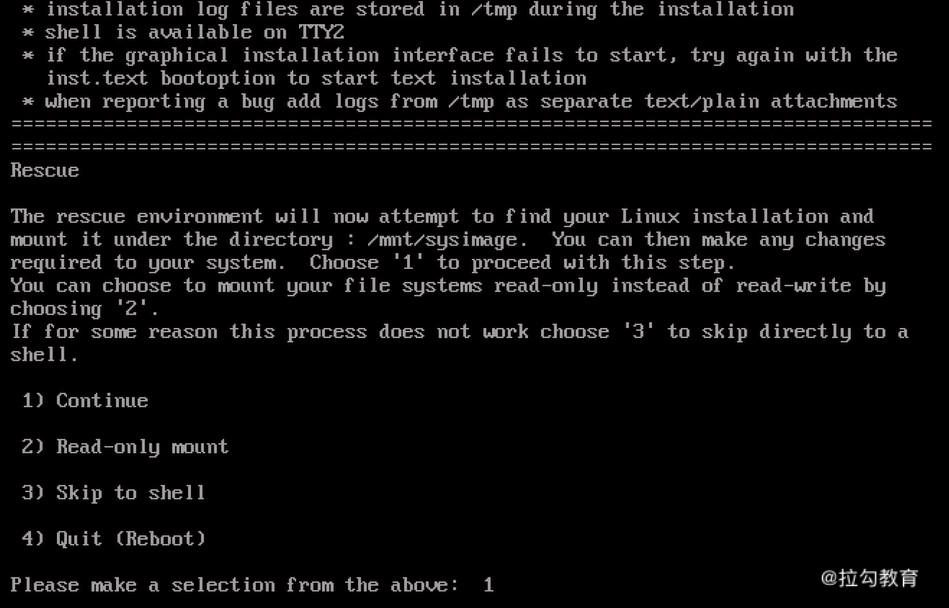 * installation log files are stored in /tmp during the installation
* shell is available on TTY2
* if the graphical installation interface fails to start, try again with the
inst.text bootoption to start text installation
* when reporting a bug add logs from /tmp as separate text/plain attachments
================================================================================
================================================================================
Rescue
The rescue environment will now attempt to find your Linux installation and
mount it under the directory : /mnt/sysimage.  You can then make any changes
required to your system.  Choose '1' to proceed with this step.
You can choose to mount your file systems read-only instead of read-write by
choosing '2'.
If for some reason this process does not work choose '3' to skip directly to a
shell.
1) Continue
2) Read-only mount
3) Skip to shell
4) Quit (Reboot)
Please make a selection from the above:  1
@拉勾教育